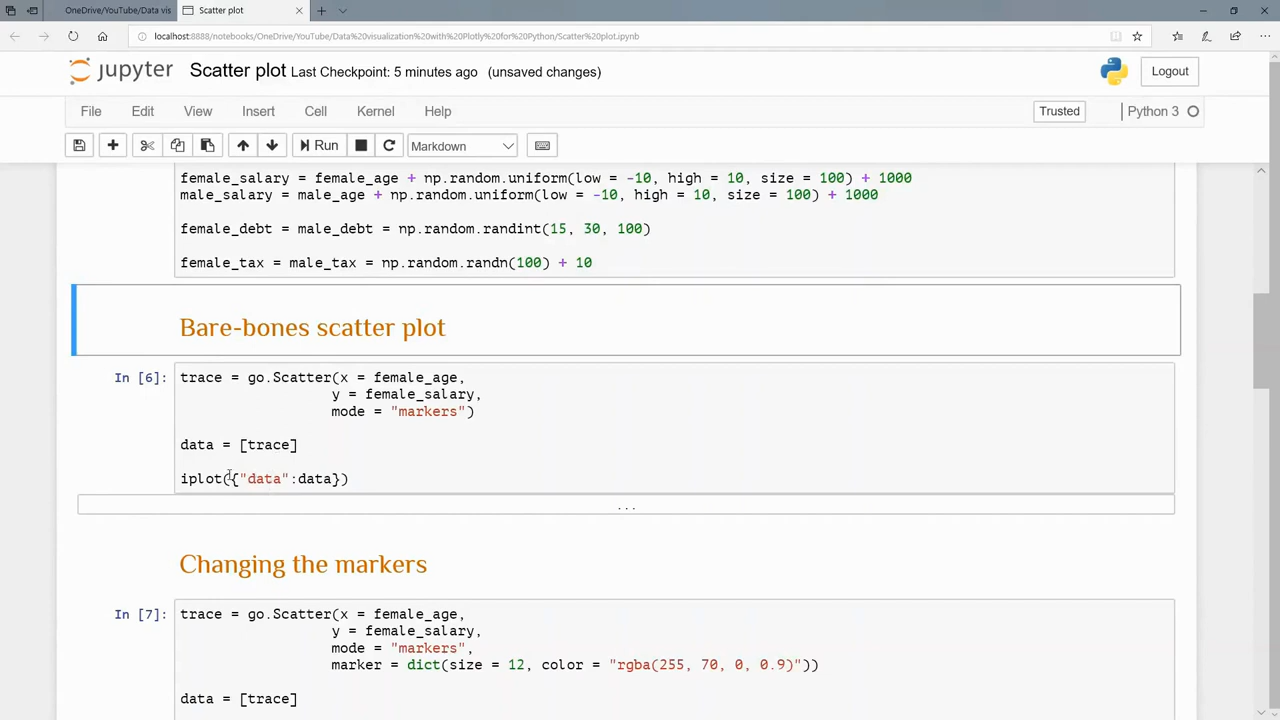 OneDrive/YouTube/Data vis
Scatter plot
localhost:8888/notebooks/OneDrive/YouTube/Data%20visualization%20with%20Plotly%20for%20Python/Scatter%20plot.ipynb
jupyter Scatter plot Last Checkpoint: 5 minutes ago (unsaved changes)
Logout
File Edit View Insert Cell Kernel Help
Trusted
Python 3
Run
Markdown
female_salary = female_age + np.random.uniform(low = -10, high = 10, size = 100) + 1000
male_salary = male_age + np.random.uniform(low = -10, high = 10, size = 100) + 1000
female_debt = male_debt = np.random.randint(15, 30, 100)
female_tax = male_tax = np.random.randn(100) + 10
Bare-bones scatter plot
In [6]:
trace = go.Scatter(x = female_age,
y = female_salary,
mode = "markers")
data = [trace]
iplot({"data":data})
...
Changing the markers
In [7]:
trace = go.Scatter(x = female_age,
y = female_salary,
mode = "markers",
marker = dict(size = 12, color = "rgba(255, 70, 0, 0.9)"))
data = [trace]